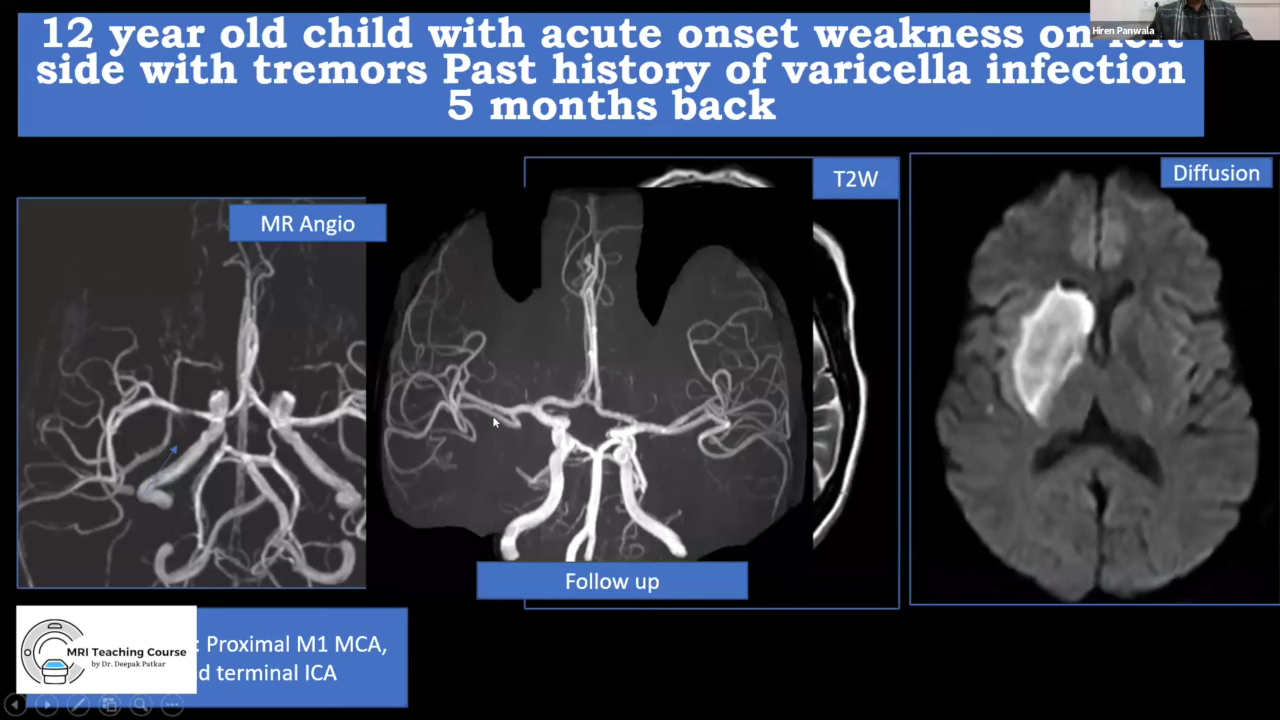 Hiren Panwala
12 year old child with acute onset weakness on left
side with tremors Past history of varicella infection
5 months back
MR Angio
T2W
Diffusion
Follow up
: Proximal M1 MCA,
d terminal ICA
MRI Teaching Course
by Dr. Deepak Patkar